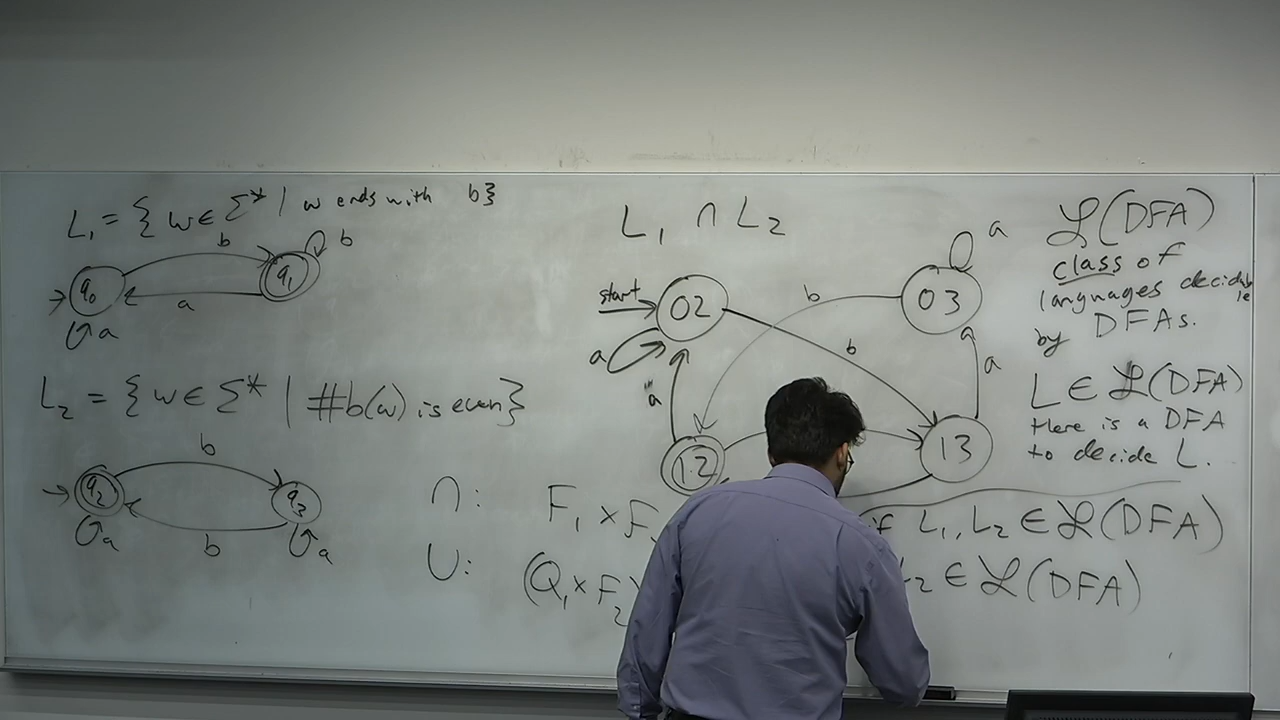 L₁ = { w ∈ Σ* | w ends with b}
b
b
q₀
q₁
a
a
L₂ = { w ∈ Σ* | #b(w) is even}
b
q₂
q₃
a
b
a
∩:
F₁ ×
∪:
(Q₁ × F₂)
L₁ ∩ L₂
a
start
02
b
03
a
b
a
a
12
13
ℒ(DFA)
class of
languages decidable
by DFAs.
L ∈ ℒ(DFA)
Here is a DFA
to decide L.
if L₁, L₂ ∈ ℒ(DFA)
₂ ∈ ℒ(DFA)